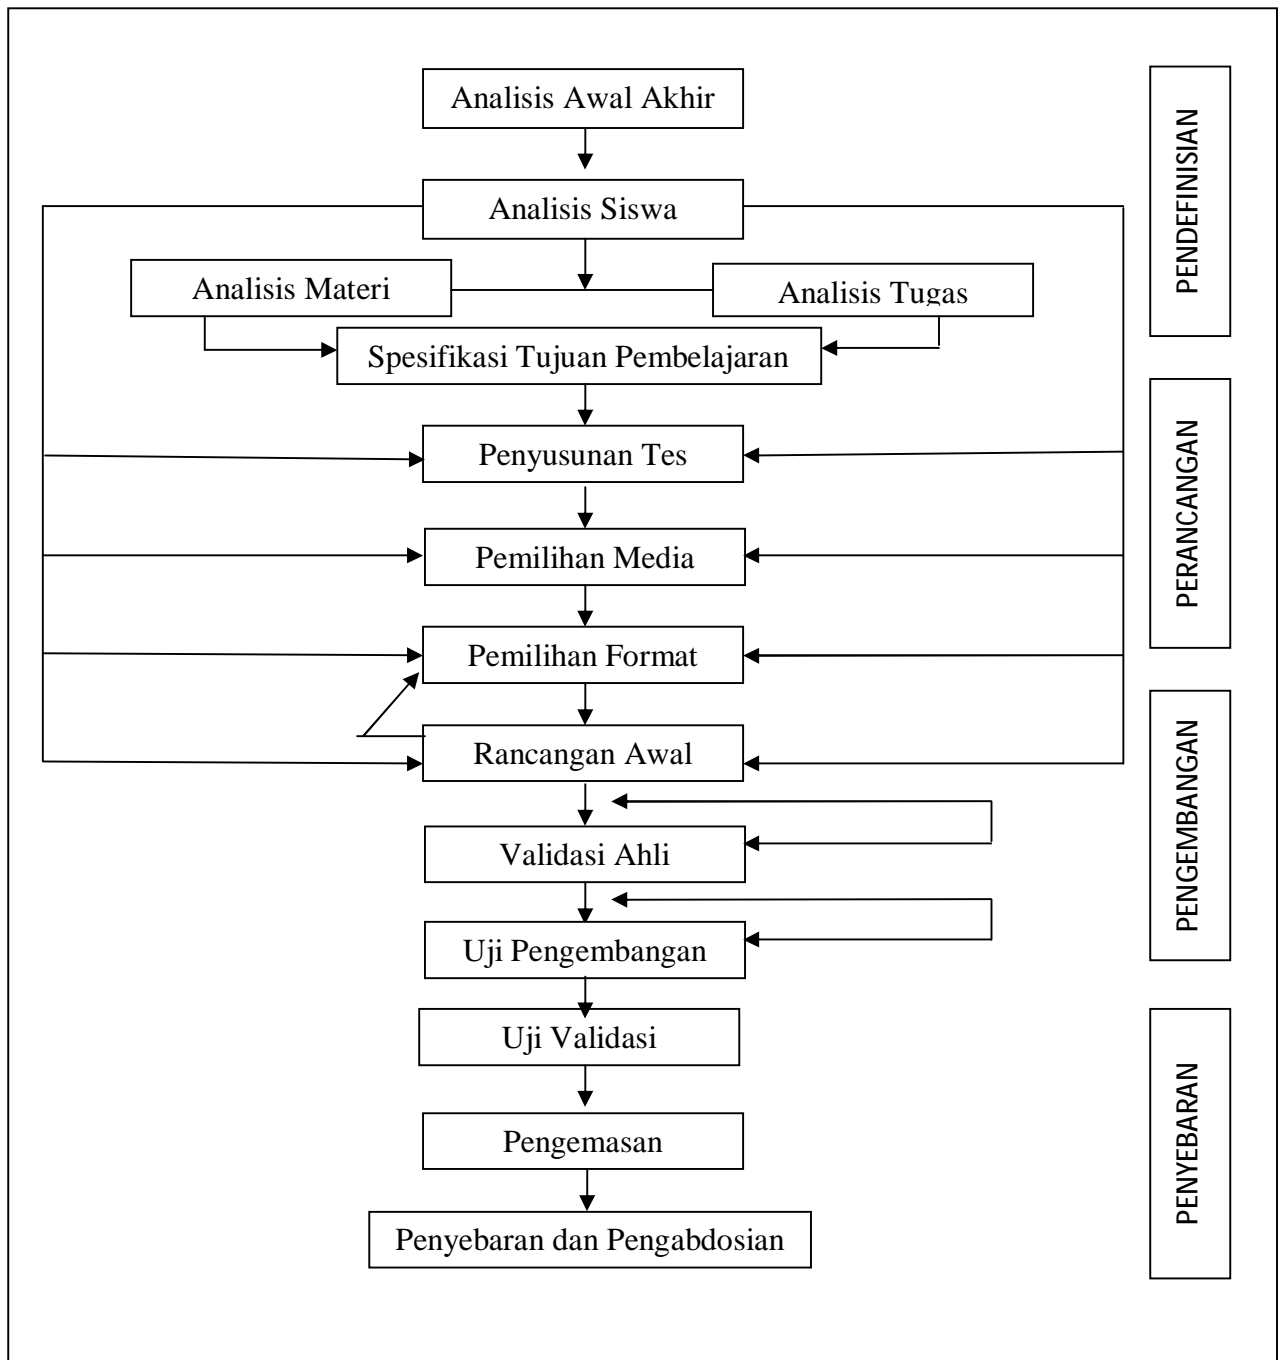 Analisis Awal Akhir
Analisis Siswa
Analisis Materi
Analisis Tugas
Spesifikasi Tujuan Pembelajaran
Penyusunan Tes
Pemilihan Media
Pemilihan Format
Rancangan Awal
Validasi Ahli
Uji Pengembangan
Uji Validasi
Pengemasan
Penyebaran dan Pengabdosian
PENDEFINISIAN
PERANCANGAN
PENGEMBANGAN
PENYEBARAN